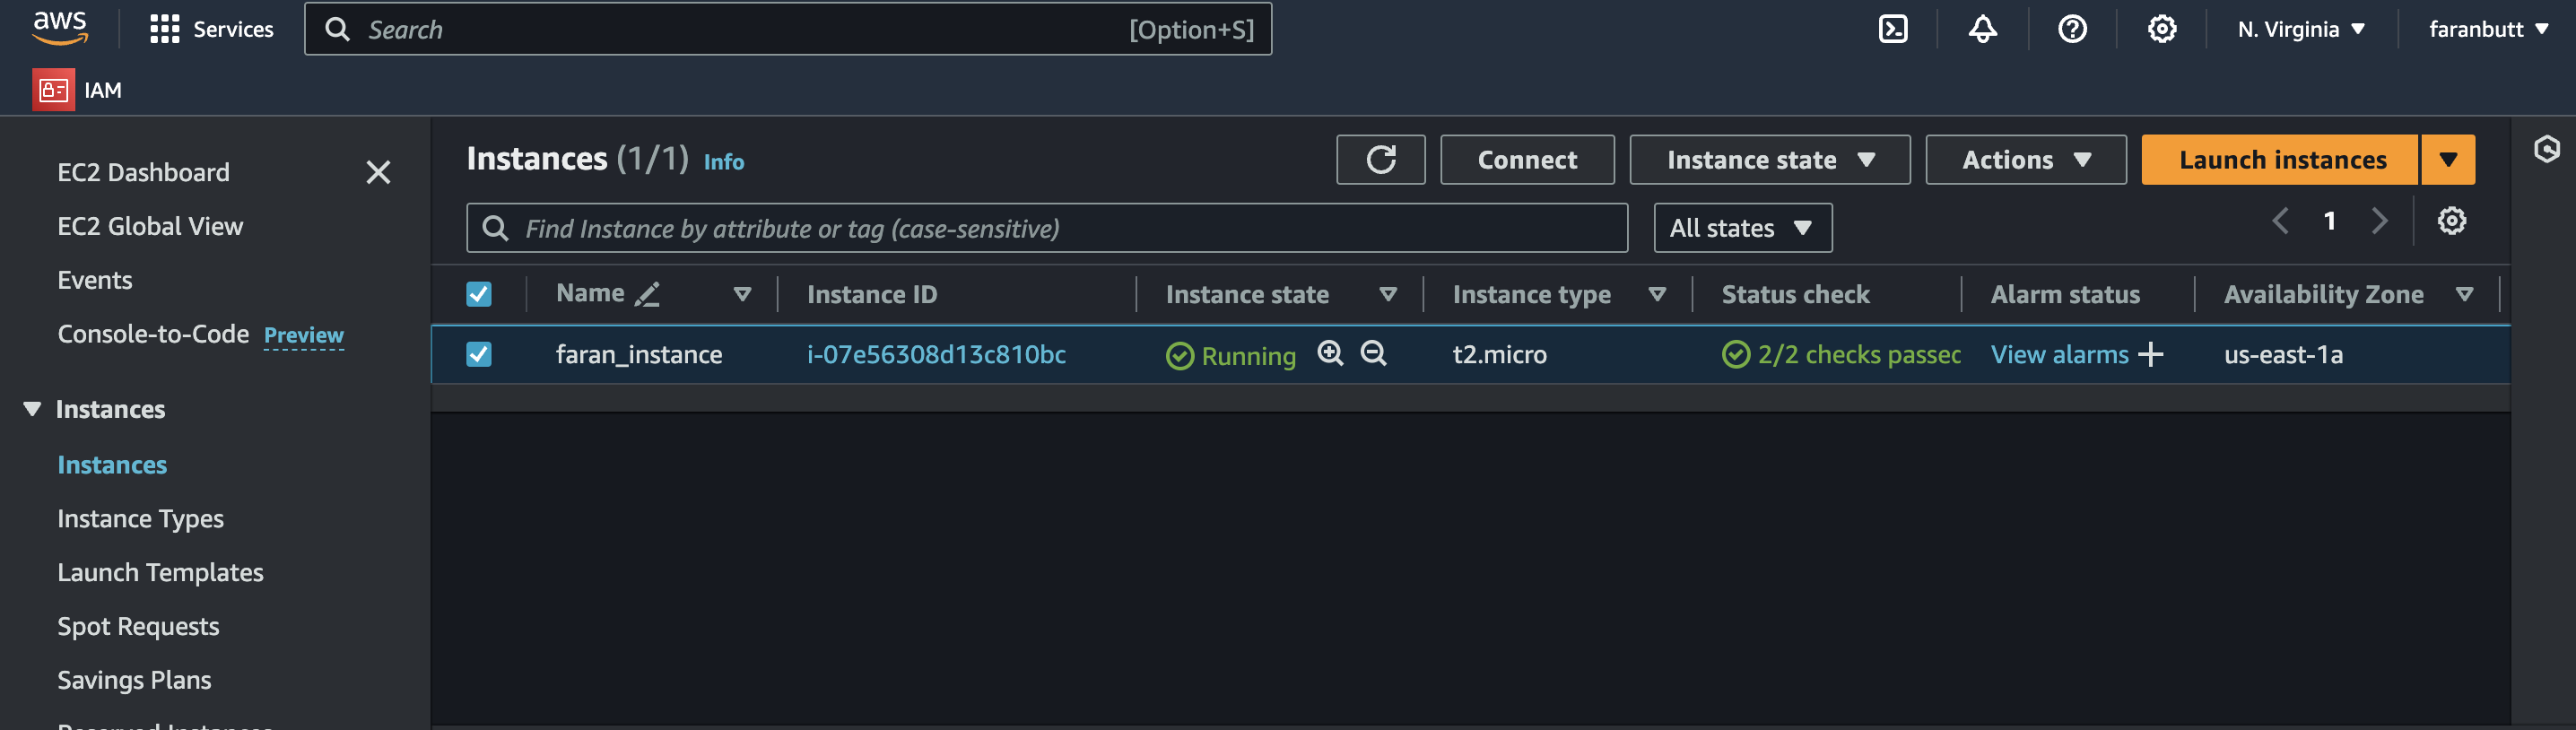 aws
Services
Search
[Option+S]
N. Virginia
faranbutt
IAM
EC2 Dashboard
EC2 Global View
Events
Console-to-Code Preview
Instances
Instances
Instance Types
Launch Templates
Spot Requests
Savings Plans
Reserved Instances
Instances (1/1) Info
Connect
Instance state
Actions
Launch instances
Find Instance by attribute or tag (case-sensitive)
All states
1
Name
Instance ID
Instance state
Instance type
Status check
Alarm status
Availability Zone
faran_instance
i-07e56308d13c810bc
Running
t2.micro
2/2 checks passec
View alarms
us-east-1a